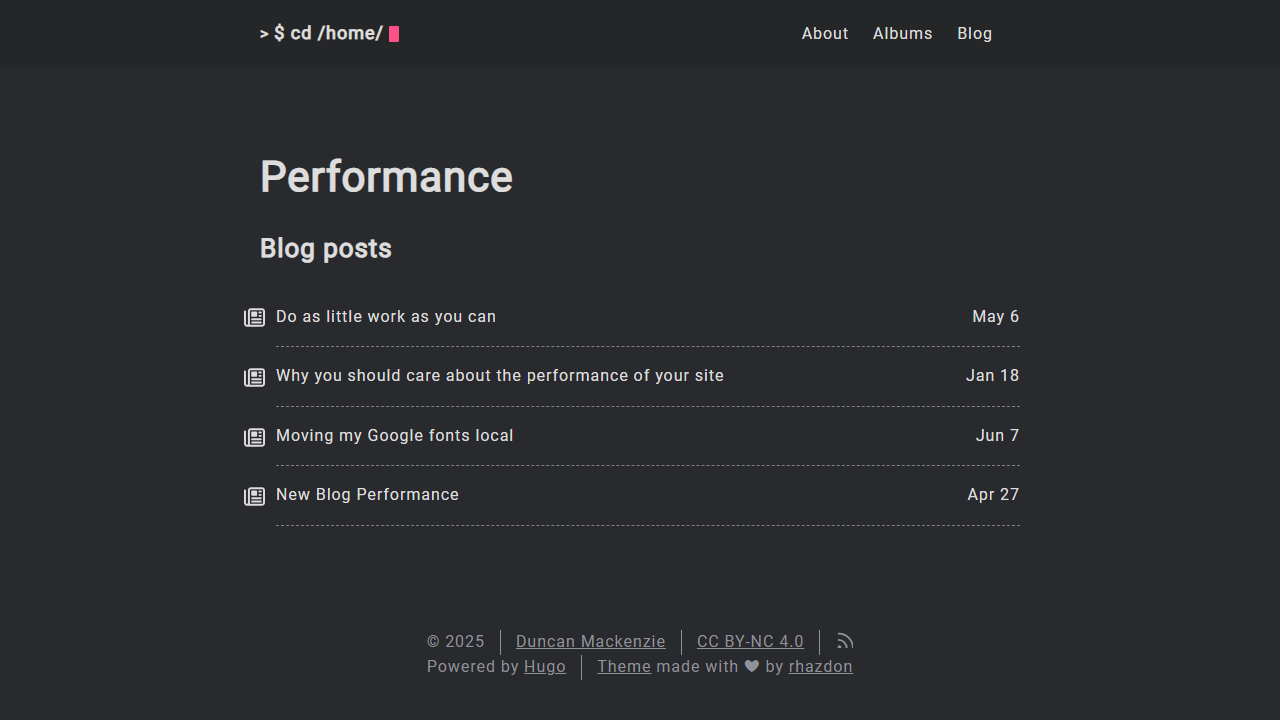 > $ cd /home/
About Albums Blog
Performance
Blog posts
Do as little work as you can May 6
Why you should care about the performance of your site Jan 18
Moving my Google fonts local Jun 7
New Blog Performance Apr 27
© 2025 Duncan Mackenzie CC BY-NC 4.0
Powered by Hugo Theme made with ♥ by rhazdon